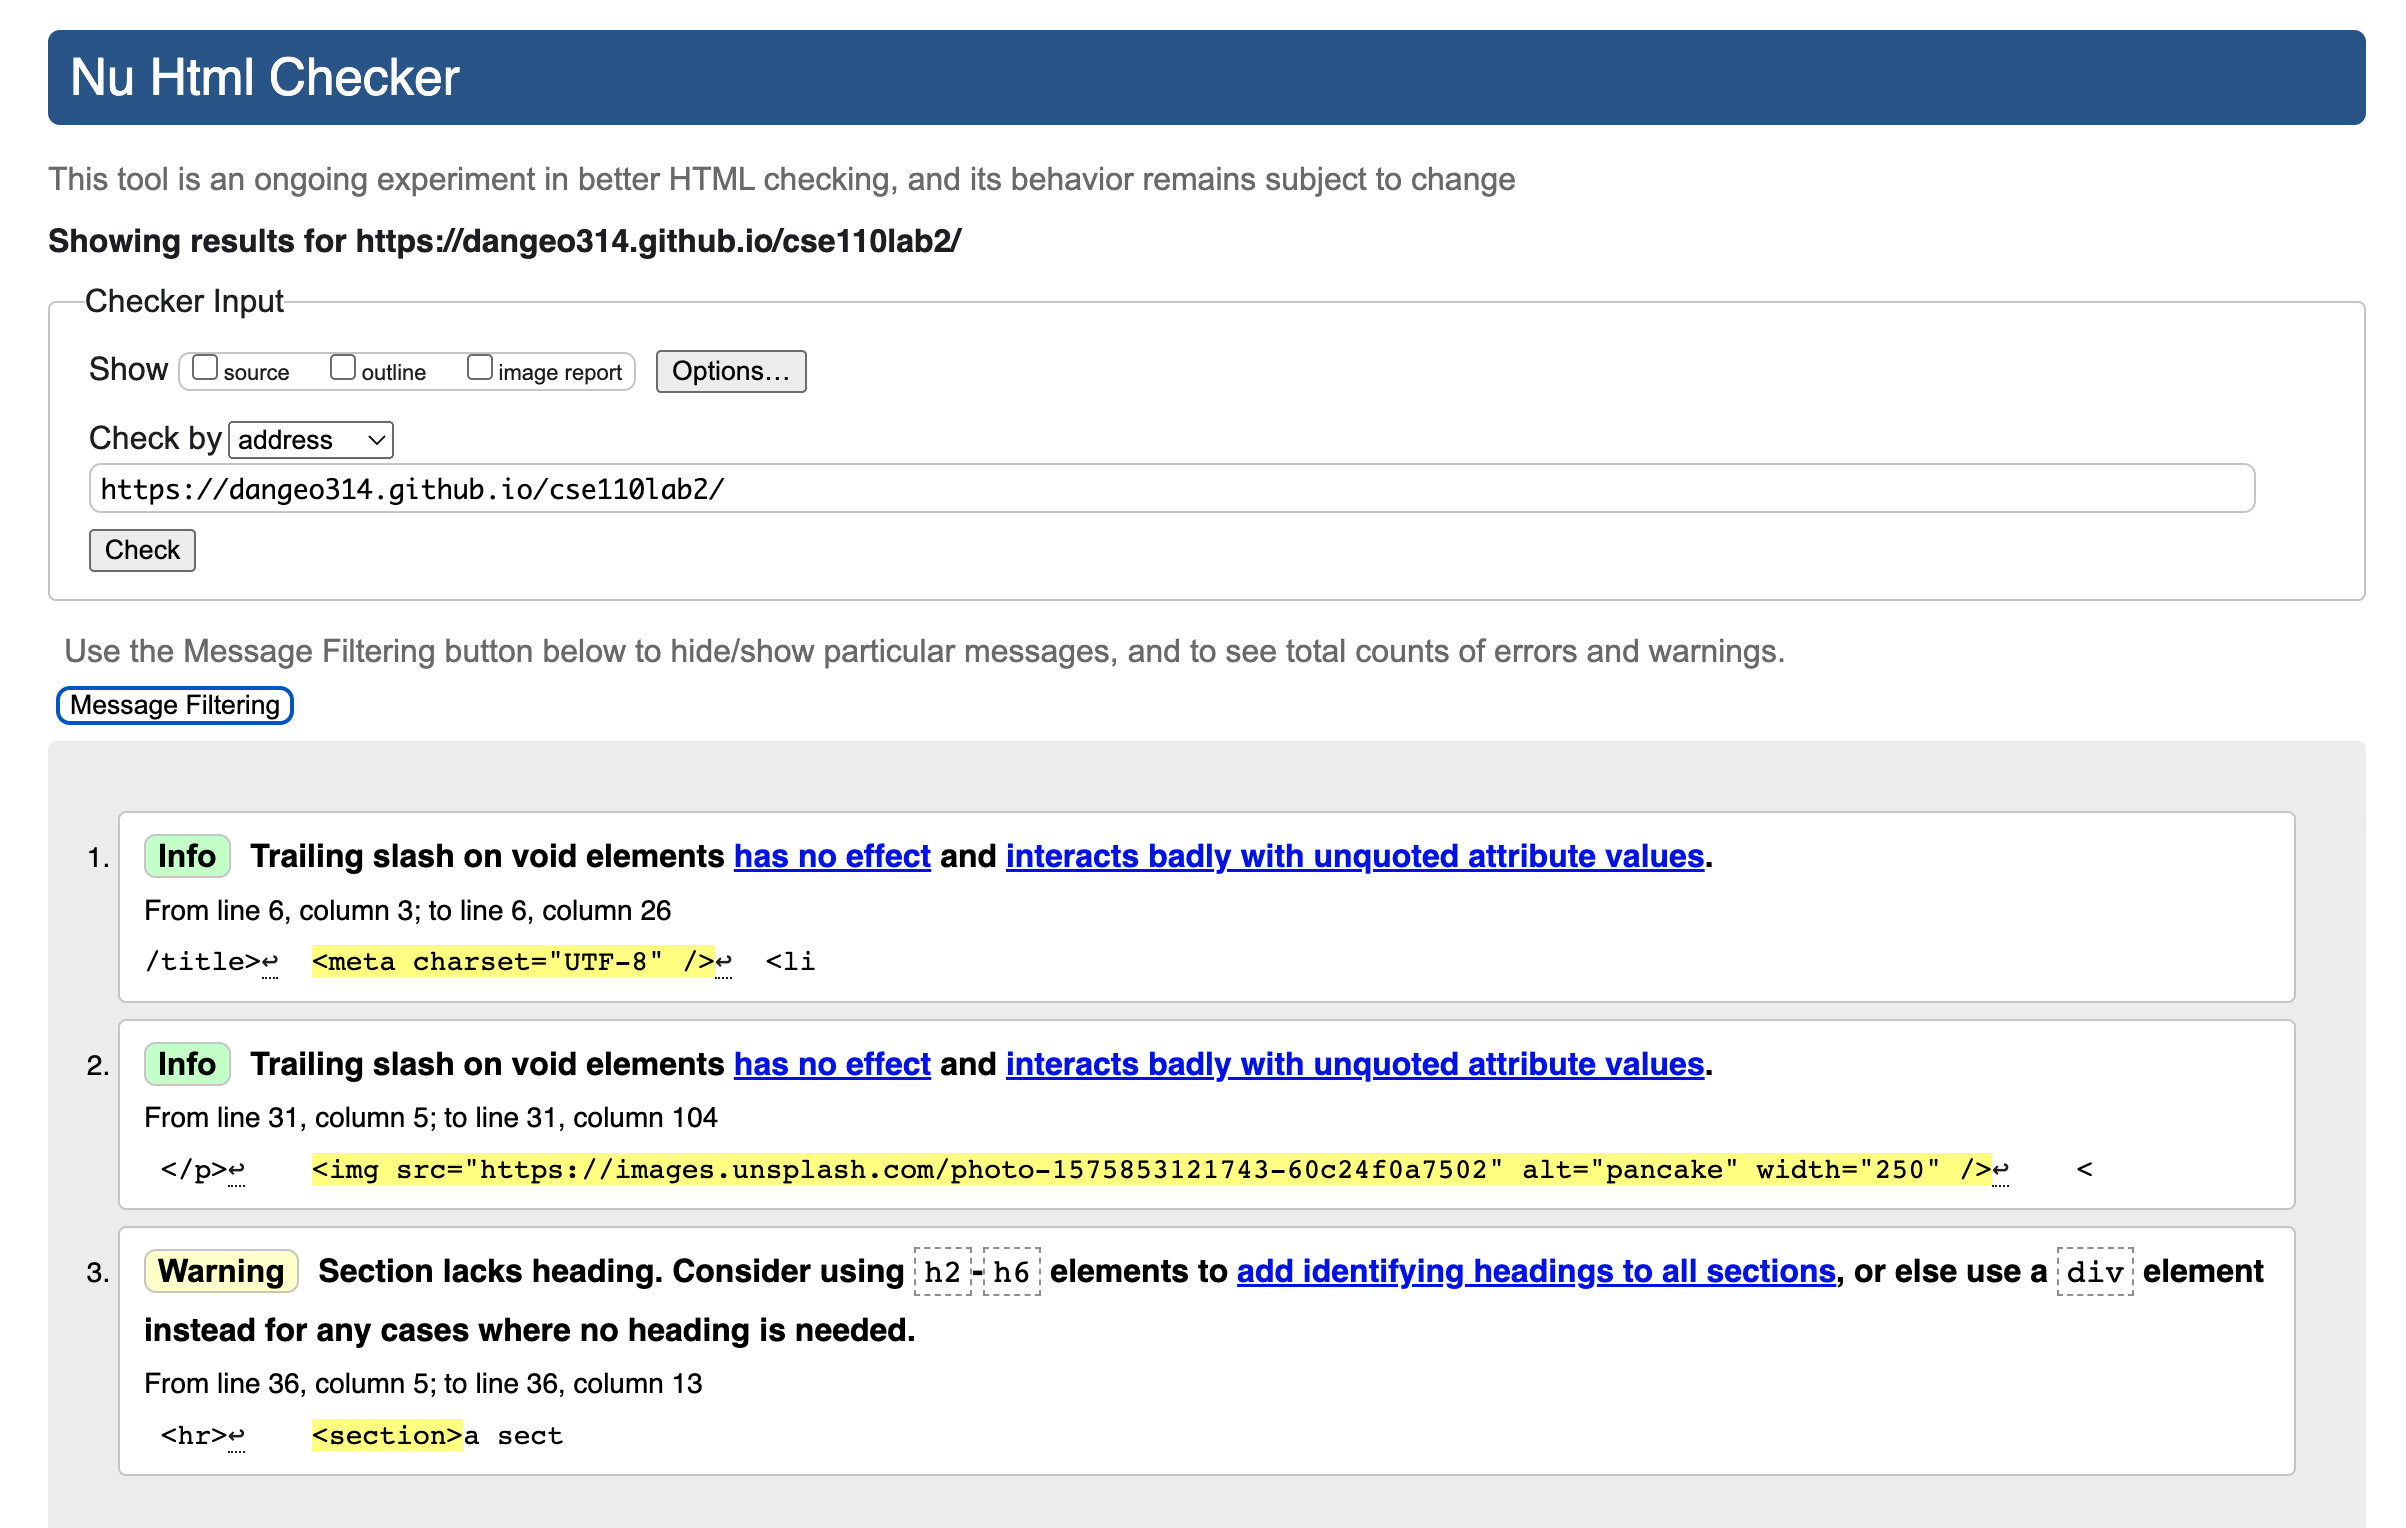 Nu Html Checker
This tool is an ongoing experiment in better HTML checking, and its behavior remains subject to change
Showing results for https://dangeo314.github.io/cse110lab2/
Checker Input
Show source outline image report Options…
Check by address
https://dangeo314.github.io/cse110lab2/
Check
Use the Message Filtering button below to hide/show particular messages, and to see total counts of errors and warnings.
Message Filtering
1. Info Trailing slash on void elements has no effect and interacts badly with unquoted attribute values.
From line 6, column 3; to line 6, column 26
/title>↩ <meta charset="UTF-8" />↩ <li
2. Info Trailing slash on void elements has no effect and interacts badly with unquoted attribute values.
From line 31, column 5; to line 31, column 104
</p>↩ <img src="https://images.unsplash.com/photo-1575853121743-60c24f0a7502" alt="pancake" width="250" />↩ <
3. Warning Section lacks heading. Consider using h2-h6 elements to add identifying headings to all sections, or else use a div element
instead for any cases where no heading is needed.
From line 36, column 5; to line 36, column 13
<hr>↩ <section>a sect